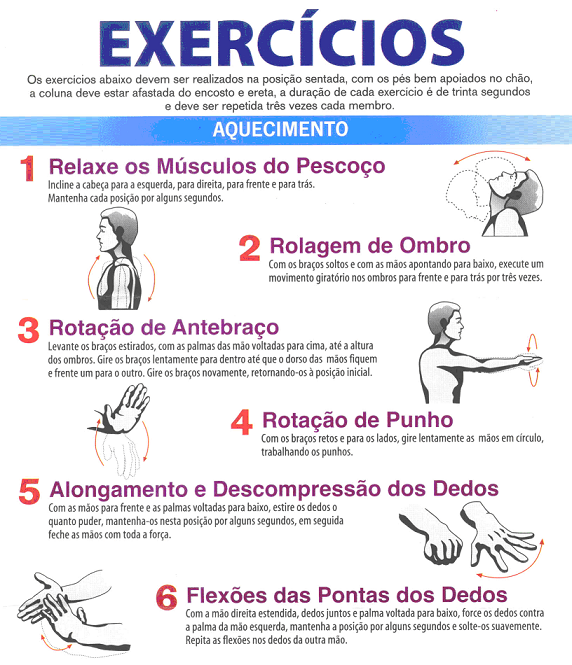 EXERCÍCIOS
Os exercicios abaixo devem ser realizados na posição sentada, com os pés bem apoiados no chão,
a coluna deve estar afastada do encosto e ereta, a duração de cada exercicio é de trinta segundos
e deve ser repetida três vezes cada membro.
AQUECIMENTO
1 Relaxe os Músculos do Pescoço
Incline a cabeça para a esquerda, para direita, para frente e para trás.
Mantenha cada posição por alguns segundos.
2 Rolagem de Ombro
Com os braços soltos e com as mãos apontando para baixo, execute um
movimento giratório nos ombros para frente e para trás por três vezes.
3 Rotação de Antebraço
Levante os braços estirados, com as palmas das mão voltadas para cima, até a altura
dos ombros. Gire os braços lentamente para dentro até que o dorso das mãos fiquem
e frente um para o outro. Gire os braços novamente, retornando-os à posição inicial.
4 Rotação de Punho
Com os braços retos e para os lados, gire lentamente as mãos em círculo,
trabalhando os punhos.
5 Alongamento e Descompressão dos Dedos
Com as mãos para frente e as palmas voltadas para baixo, estire os dedos o
quanto puder, mantenha-os nesta posição por alguns segundos, em seguida
feche as mãos com toda a força.
6 Flexões das Pontas dos Dedos
Com a mão direita estendida, dedos juntos e palma voltada para baixo, force os dedos contra
a palma da mão esquerda, mantenha a posição por alguns segundos e solte-os suavemente.
Repita as flexões nos dedos da outra mão.